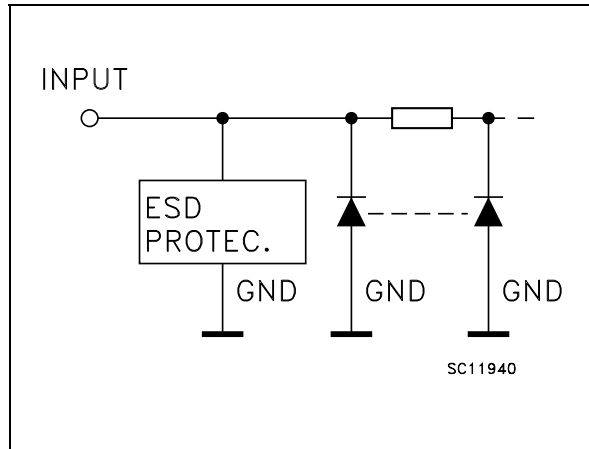 INPUT
ESD
PROTEC.
GND
GND
GND
SC11940